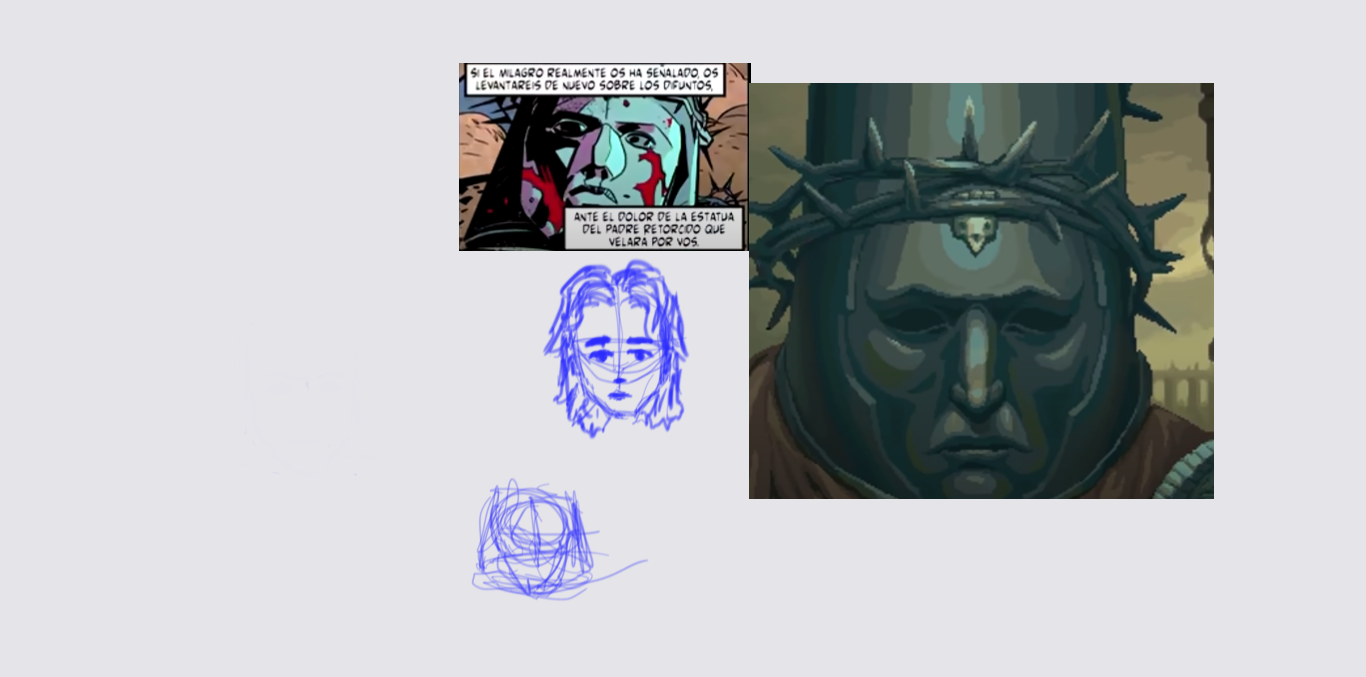 SI EL MILAGRO REALMENTE OS HA SEÑALADO, OS
LEVANTAREIS DE NUEVO SOBRE LOS DIFUNTOS,
ANTE EL DOLOR DE LA ESTATUA
DEL PADRE RETORCIDO QUE
VELARA POR VOS.